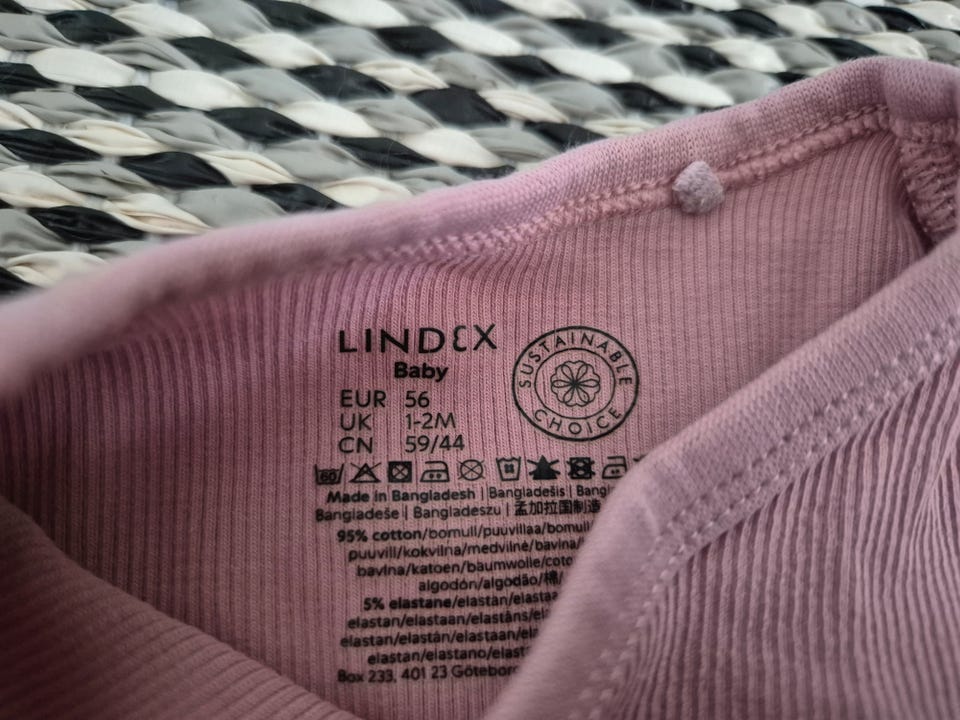 LINDEX
Baby
SUSTAINABLE CHOICE
EUR 56
UK 1-2M
CN 59/44
60
Made in Bangladesh | Bangladešis |
Bangladeše | Bangladeszu | 孟加拉国制造
95% cotton/bomull/puuvillaa/bomull
puuvill/kokvilna/medvilnė/bavlna
bavlna/katoen/baumwolle/
algodón/algodão/棉
5% elastane/elastan/
elastan/elastaan/elastāns
elastan/elastán/elastaan
elastan/elastano
Box 233, 401 23 Göteborg